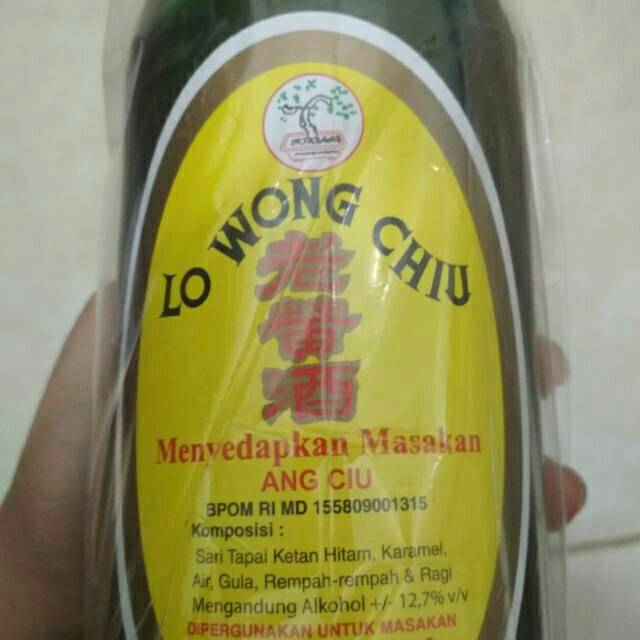 LO WONG CHIU
老黄酒
Menyedapkan Masakan
ANG CIU
BPOM RI MD 155809001315
Komposisi :
Sari Tapai Ketan Hitam, Karamel,
Air, Gula, Rempah-rempah & Ragi
Mengandung Alkohol +/- 12,7% v/v
DIPERGUNAKAN UNTUK MASAKAN